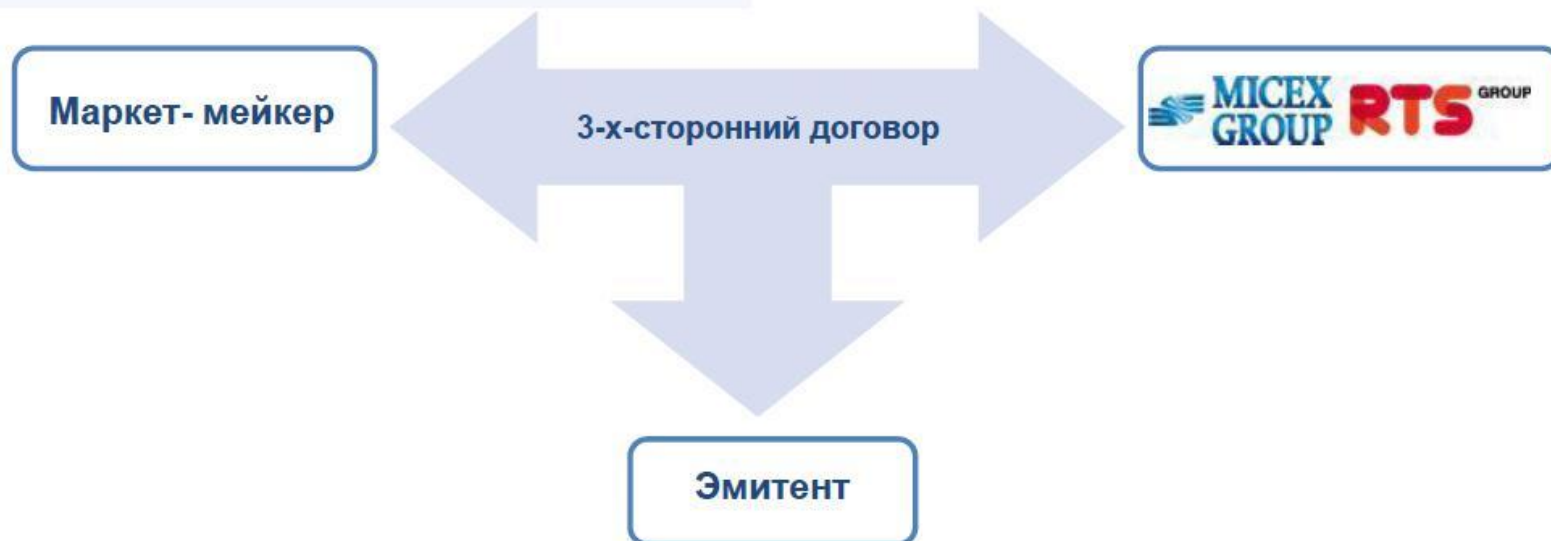 Маркет- мейкер
3-х-сторонний договор
MICEX
GROUP
RTS
GROUP
Эмитент